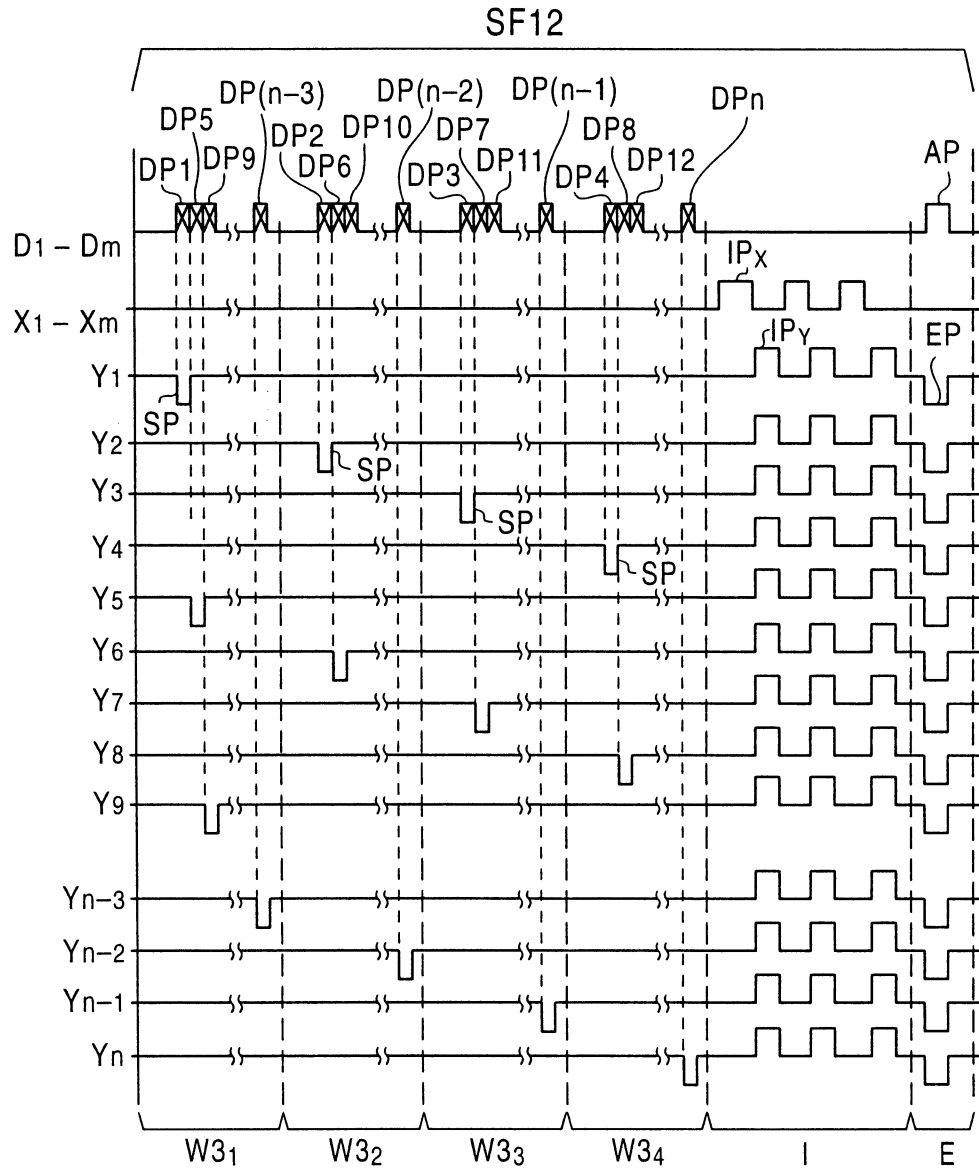 SF12
DP(n-3)
DP(n-2)
DP(n-1)
DPn
DP5
DP2
DP10
DP7
DP8
DP1
DP9
DP6
DP3
DP11
DP4
DP12
AP
D1 - Dm
IPX
X1 - Xm
IPY
EP
Y1
SP
Y2
SP
Y3
SP
Y4
SP
Y5
Y6
Y7
Y8
Y9
Yn-3
Yn-2
Yn-1
Yn
W31
W32
W33
W34
I
E